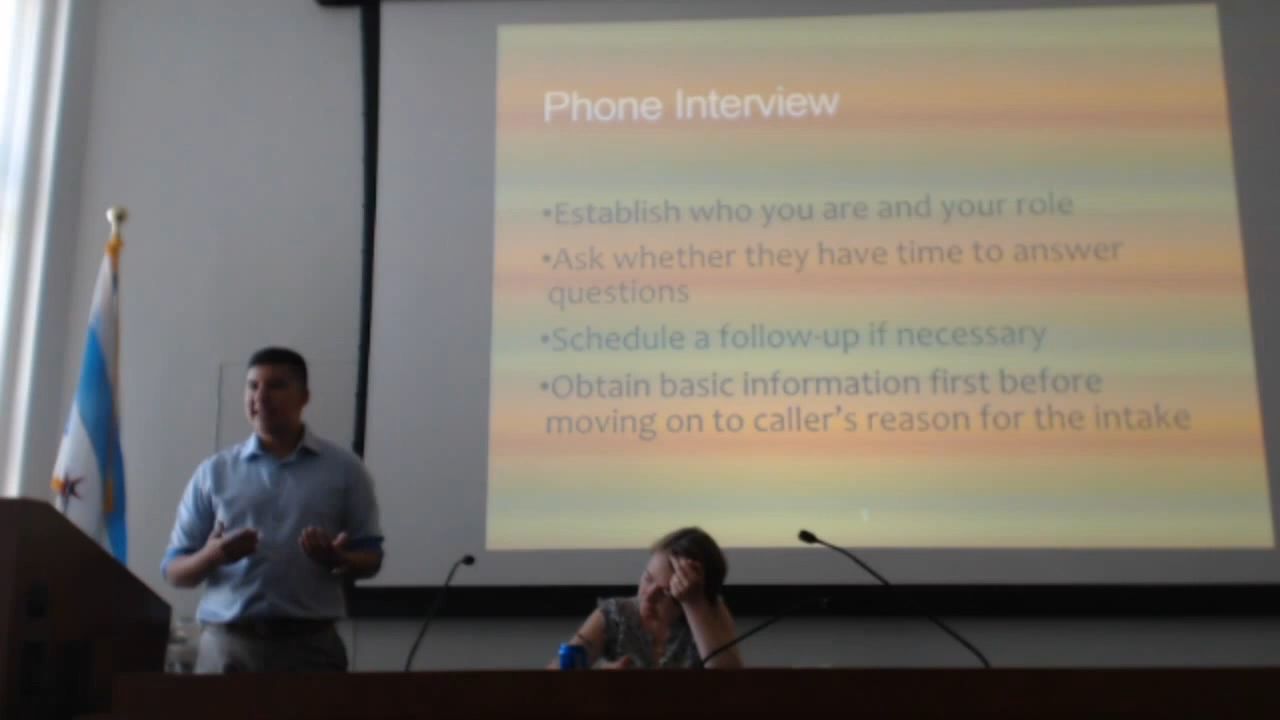 Phone Interview
•Establish who you are and your role
•Ask whether they have time to answer
questions
•Schedule a follow-up if necessary
•Obtain basic information first before
moving on to caller's reason for the intake